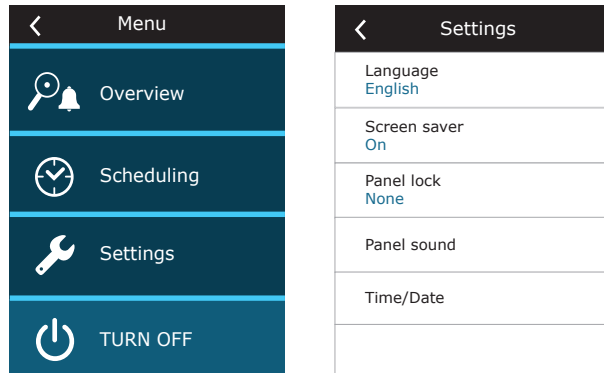 Menu
Overview
Scheduling
Settings
TURN OFF
Settings
Language
English
Screen saver
On
Panel lock
None
Panel sound
Time/Date